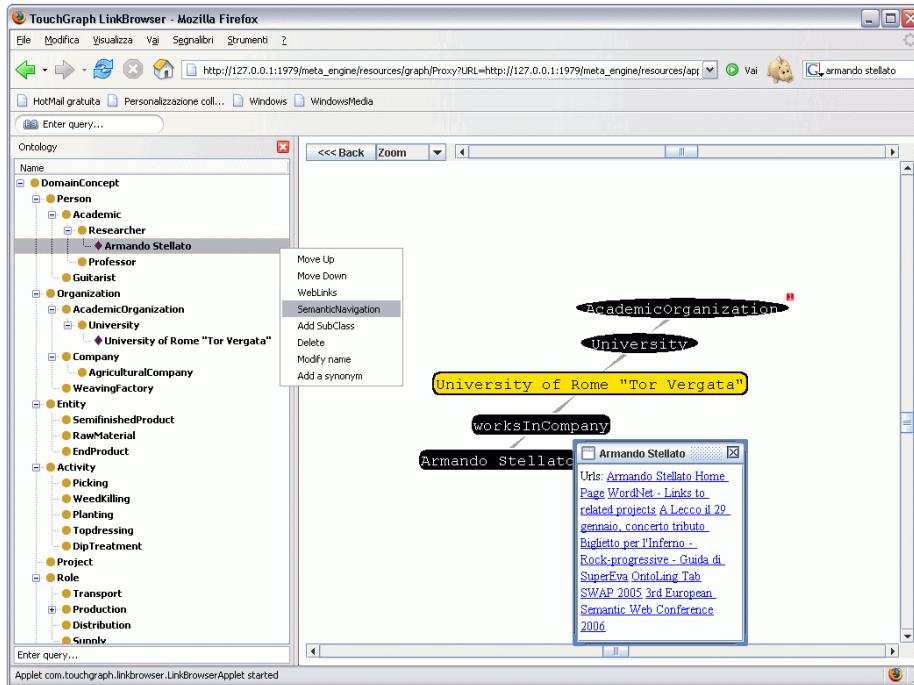 TouchGraph LinkBrowser - Mozilla Firefox
File Modifica Visualizza Vai Segnalibri Strumenti ?
http://127.0.0.1:1979/meta_engine/resources/graph/Proxy?URL=http://127.0.0.1:1979/meta_engine/resources/app Vai G armando stellato
HotMail gratuita Personalizzazione coll... Windows WindowsMedia
Enter query...
Ontology
Name
DomainConcept
Person
Academic
Researcher
Armando Stellato
Professor
Guitarist
Organization
AcademicOrganization
University
University of Rome "Tor Vergata"
Company
AgriculturalCompany
WeavingFactory
Entity
SemifinishedProduct
RawMaterial
EndProduct
Activity
Picking
WeedKilling
Planting
Topdressing
DipTreatment
Project
Role
Transport
Production
Distribution
Supply
Enter query...
<<< Back Zoom
Move Up
Move Down
WebLinks
SemanticNavigation
Add SubClass
Delete
Modify name
Add a synonym
1
AcademicOrganization
University
University of Rome "Tor Vergata"
worksInCompany
Armando Stellato
Armando Stellato
Urls: Armando Stellato Home
Page WordNet - Links to
related projects A Lecco il 29
gennaio, concerto tributo
Biglietto per l'Inferno -
Rock-progressive - Guida di
SuperEva OntoLing Tab
SWAP 2005 3rd European
Semantic Web Conference
2006
Applet com.touchgraph.linkbrowser.LinkBrowserApplet started